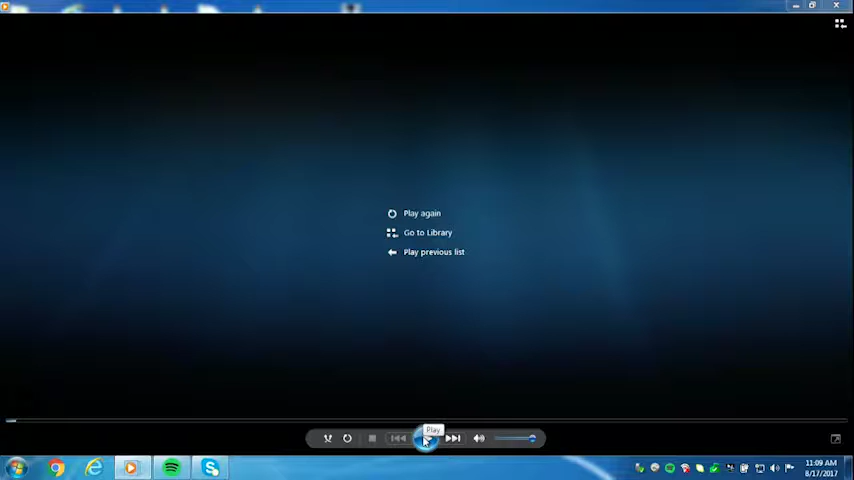 Play again
Go to Library
Play previous list
Play
11:09 AM
8/17/2017